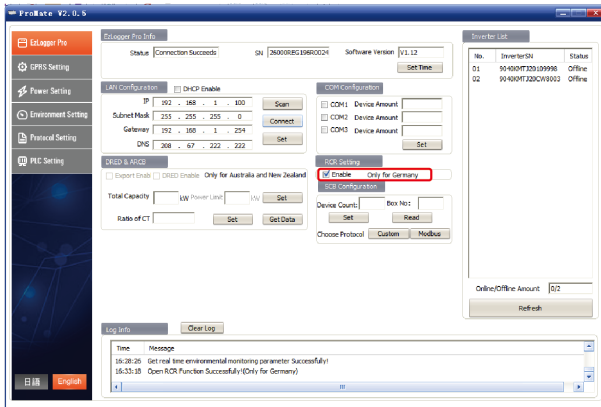 ProMate V2.0.5
EzLogger Pro
GPRS Setting
Power Setting
Environment Setting
Protocol Setting
PLC Setting
日語 English
EzLogger Pro Info
Status Connection Succeeds SN 26000REG196R0024 Software Version V1.12
Set Time
LAN Configuration DHCP Enable
IP 192 . 168 . 1 . 100 Scan
Subnet Mask 255 . 255 . 255 . 0 Connect
Gateway 192 . 168 . 1 . 254
DNS 208 . 67 . 222 . 222 Set
COM Configuration
COM1 Device Amount
COM2 Device Amount
COM3 Device Amount
Set
DRED & ARCB
Export Enab DRED Enable Only for Australia and New Zealand
Total Capacity kW Power Limit kW Set
Ratio of CT Set Get Data
RCR Setting
Enable Only for Germany
SCB Configuration
Device Count: Box No:
Set Read
Choose Protocol Custom Modbus
Inverter List
No. InverterSN Status
01 9040KMTJ20109998 Offline
02 9040KMTJ20CW8003 Offline
Online/Offline Amount 0/2
Refresh
Log Info Clear Log
Time Message
16:28:26 Get real time environmental monitoring parameter Successfully!
16:33:18 Open RCR Function Successfully!(Only for Germany)